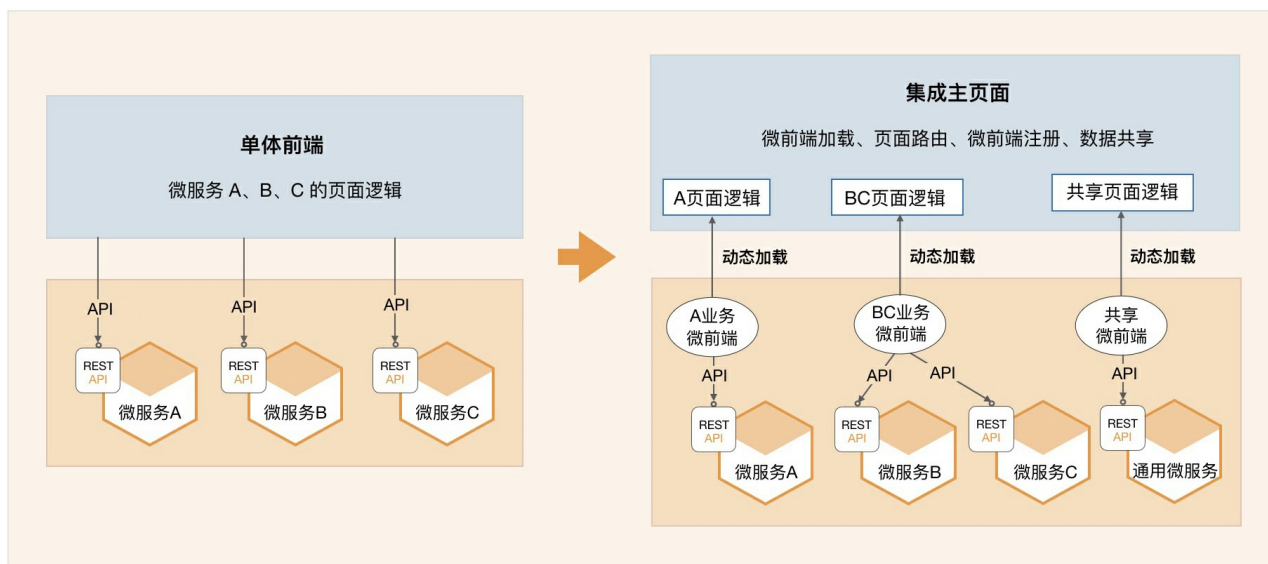 单体前端
微服务 A、B、C 的页面逻辑
API
API
API
REST
API
微服务A
REST
API
微服务B
REST
API
微服务C
集成主页面
微前端加载、页面路由、微前端注册、数据共享
A页面逻辑
BC页面逻辑
共享页面逻辑
动态加载
动态加载
动态加载
A业务
微前端
BC业务
微前端
共享
微前端
API
API
API
API
REST
API
微服务A
REST
API
微服务B
REST
API
微服务C
REST
API
通用微服务